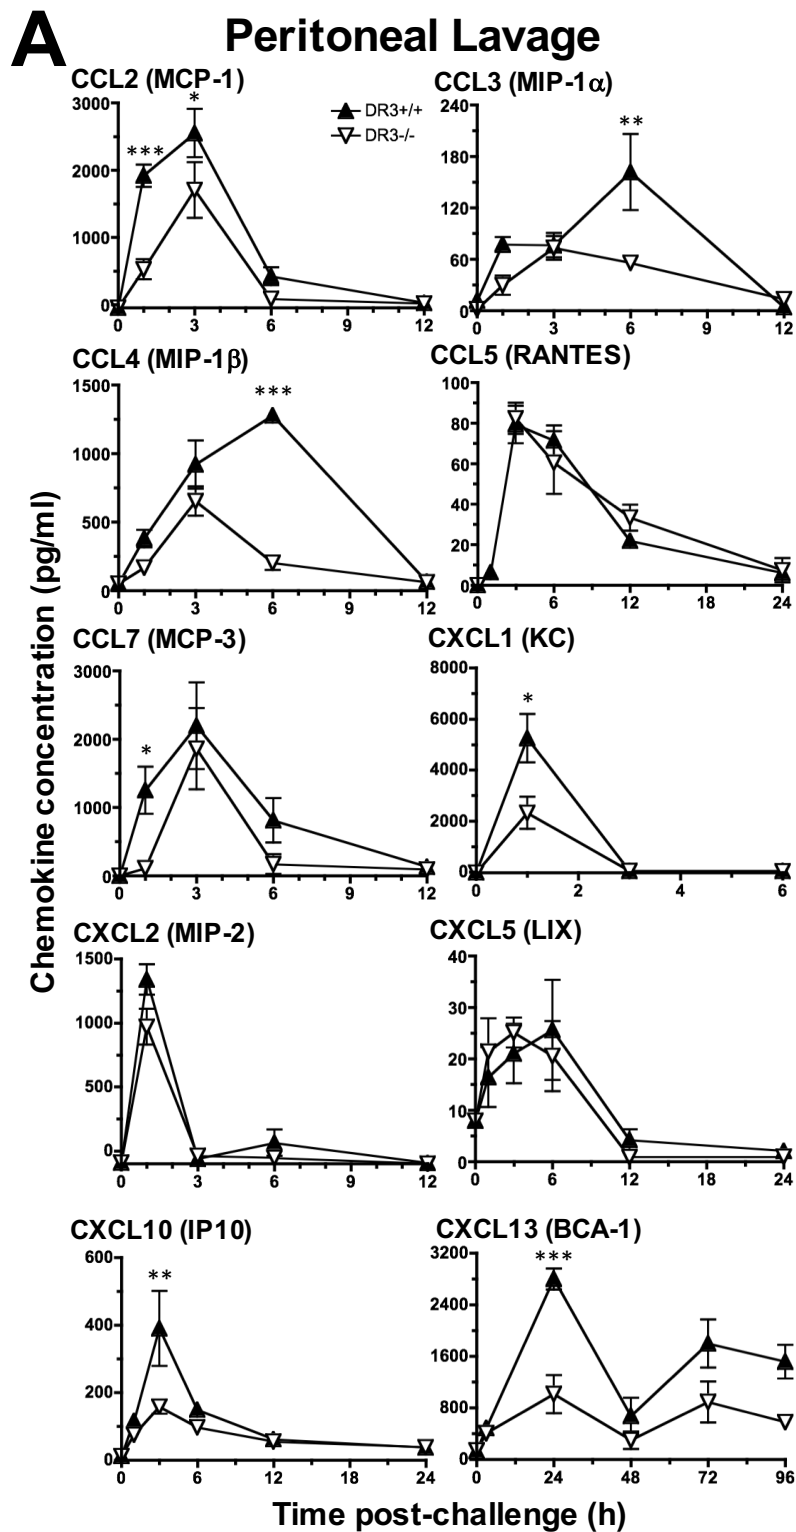 A
Peritoneal Lavage
CCL2 (MCP-1)
CCL3 (MIP-1α)
3000
2000
1000
0
0 3 6 9 12
***
*
DR3+/+
DR3-/-
240
180
120
60
0
0 3 6 9 12
**
CCL4 (MIP-1β)
CCL5 (RANTES)
1500
1000
500
0
0 3 6 9 12
***
100
80
60
40
20
0
0 6 12 18 24
CCL7 (MCP-3)
CXCL1 (KC)
3000
2000
1000
0
0 3 6 9 12
*
8000
6000
4000
2000
0
0 2 4 6
*
CXCL2 (MIP-2)
CXCL5 (LIX)
1500
1000
500
0
0 3 6 9 12
40
30
20
10
0
0 6 12 18 24
CXCL10 (IP10)
CXCL13 (BCA-1)
600
400
200
0
0 6 12 18 24
**
3200
2400
1600
800
0
0 24 48 72 96
***
Chemokine concentration (pg/ml)
Time post-challenge (h)